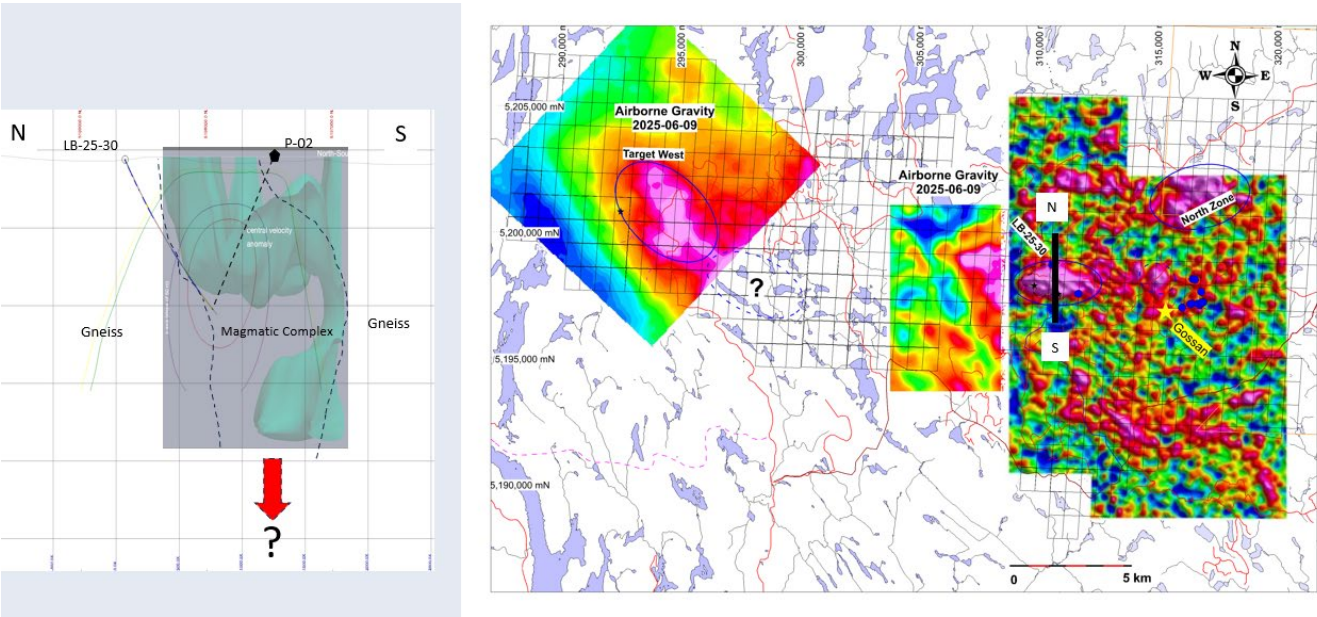 N
S
LB-25-30
P-02
North-Sou
central velocity
anomaly
Gneiss
Magmatic Complex
Gneiss
?
290,000 m
295,000 m
300,000 m
305,000 m
310,000 m
315,000 m
320,000 m
N
W
E
S
5,205,000 mN
Airborne Gravity
2025-06-09
Target West
Airborne Gravity
2025-06-09
5,200,000 mN
North Zone
N
LB-25-30
?
Gossan
S
5,195,000 mN
5,190,000 mN
0
5 km